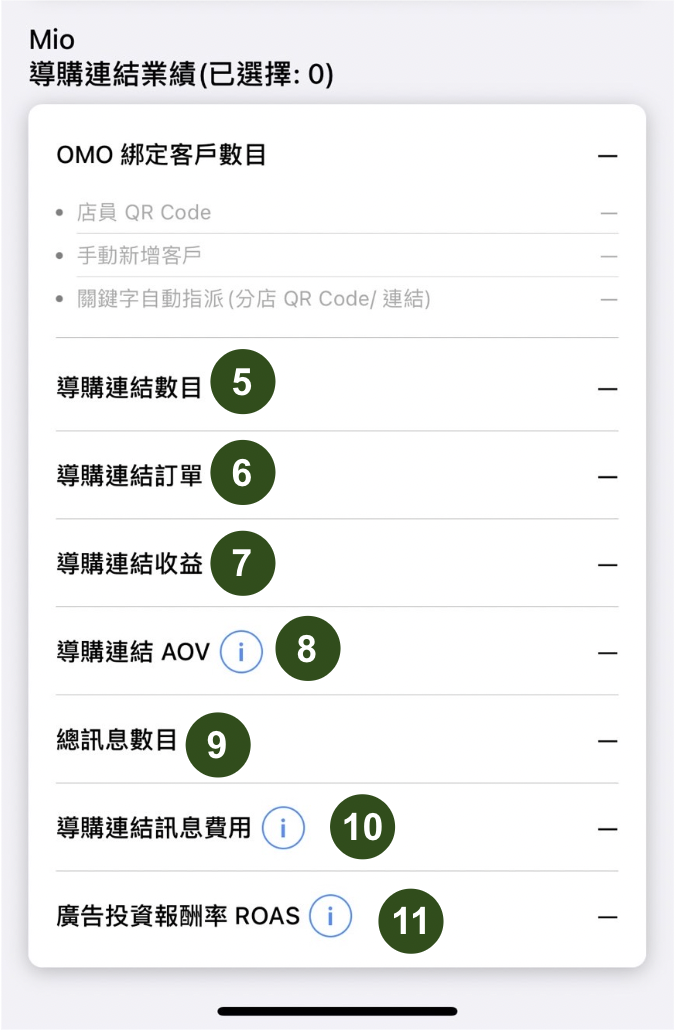 Mio
導購連結業績(已選擇: 0)
OMO 綁定客戶數目 —
• 店員 QR Code —
• 手動新增客戶 —
• 關鍵字自動指派(分店 QR Code/ 連結) —
導購連結數目 5 —
導購連結訂單 6 —
導購連結收益 7 —
導購連結 AOV i 8 —
總訊息數目 9 —
導購連結訊息費用 i 10 —
廣告投資報酬率 ROAS i 11 —